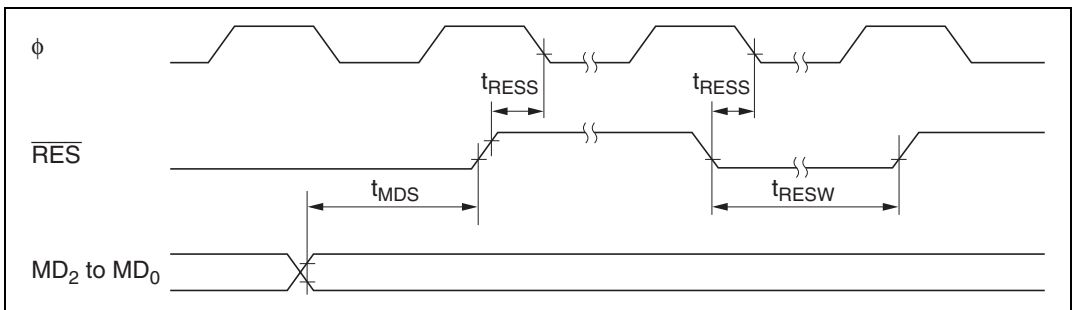 ϕ
tRESS tRESS
RES
tMDS tRESW
MD2 to MD0